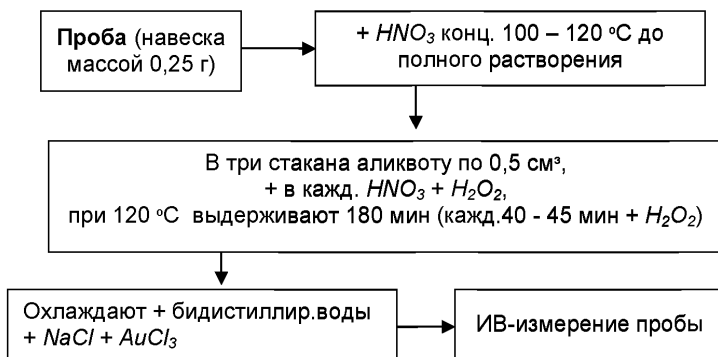 Проба (навеска
массой 0,25 г)
+ HNO₃ конц. 100 – 120 ºС до
полного растворения
В три стакана аликвоту по 0,5 см³,
+ в кажд. HNO₃ + H₂O₂,
при 120 ºС выдерживают 180 мин (кажд.40 - 45 мин + H₂O₂)
Охлаждают + бидистиллир.воды
+ NaCl + AuCl₃
ИВ-измерение пробы